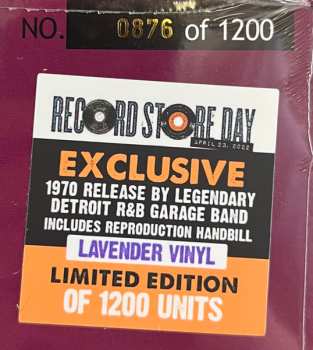 NO. 0876 of 1200
RECORD STORE DAY
APRIL 23, 2022
EXCLUSIVE
1970 RELEASE BY LEGENDARY
DETROIT R&B GARAGE BAND
INCLUDES REPRODUCTION HANDBILL
LAVENDER VINYL
LIMITED EDITION
OF 1200 UNITS